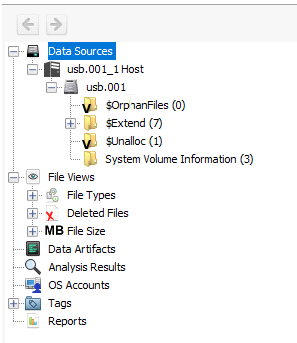 Data Sources
usb.001_1 Host
usb.001
$OrphanFiles (0)
$Extend (7)
$Unalloc (1)
System Volume Information (3)
File Views
File Types
Deleted Files
MB File Size
Data Artifacts
Analysis Results
OS Accounts
Tags
Reports